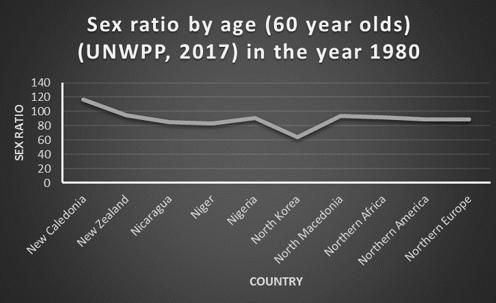 Sex ratio by age (60 year olds)
(UNWPP, 2017) in the year 1980
SEX RATIO
140
120
100
80
60
40
20
0
New Caledonia
New Zealand
Nicaragua
Niger
Nigeria
North Korea
North Macedonia
Northern Africa
Northern America
Northern Europe
COUNTRY